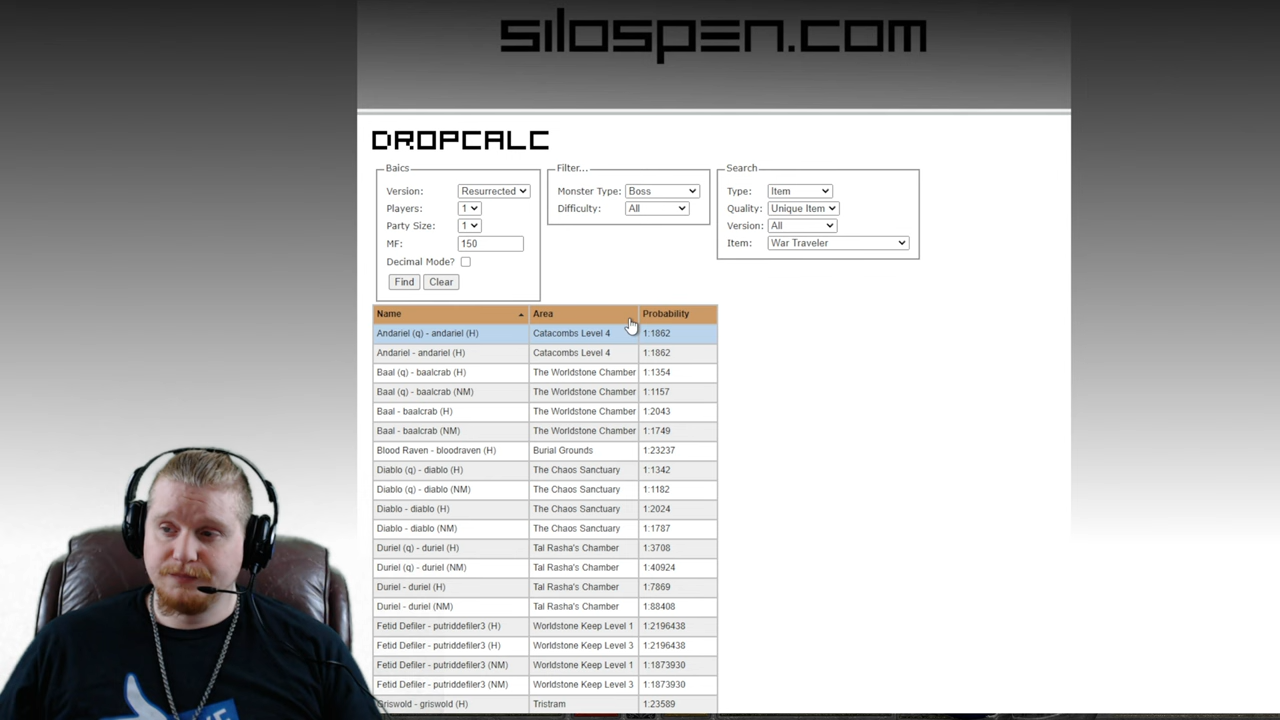 silospen.com
DROPCALC
Baics
Version: Resurrected
Players: 1
Party Size: 1
MF: 150
Decimal Mode?
Find Clear
Filter...
Monster Type: Boss
Difficulty: All
Search
Type: Item
Quality: Unique Item
Version: All
Item: War Traveler
Name Area Probability
Andariel (q) - andariel (H) Catacombs Level 4 1:1862
Andariel - andariel (H) Catacombs Level 4 1:1862
Baal (q) - baalcrab (H) The Worldstone Chamber 1:1354
Baal (q) - baalcrab (NM) The Worldstone Chamber 1:1157
Baal - baalcrab (H) The Worldstone Chamber 1:2043
Baal - baalcrab (NM) The Worldstone Chamber 1:1749
Blood Raven - bloodraven (H) Burial Grounds 1:23237
Diablo (q) - diablo (H) The Chaos Sanctuary 1:1342
Diablo (q) - diablo (NM) The Chaos Sanctuary 1:1182
Diablo - diablo (H) The Chaos Sanctuary 1:2024
Diablo - diablo (NM) The Chaos Sanctuary 1:1787
Duriel (q) - duriel (H) Tal Rasha's Chamber 1:3708
Duriel (q) - duriel (NM) Tal Rasha's Chamber 1:40924
Duriel - duriel (H) Tal Rasha's Chamber 1:7869
Duriel - duriel (NM) Tal Rasha's Chamber 1:88408
Fetid Defiler - putriddefiler3 (H) Worldstone Keep Level 1 1:2196438
Fetid Defiler - putriddefiler3 (H) Worldstone Keep Level 3 1:2196438
Fetid Defiler - putriddefiler3 (NM) Worldstone Keep Level 1 1:1873930
Fetid Defiler - putriddefiler3 (NM) Worldstone Keep Level 3 1:1873930
Griswold - griswold (H) Tristram 1:23589